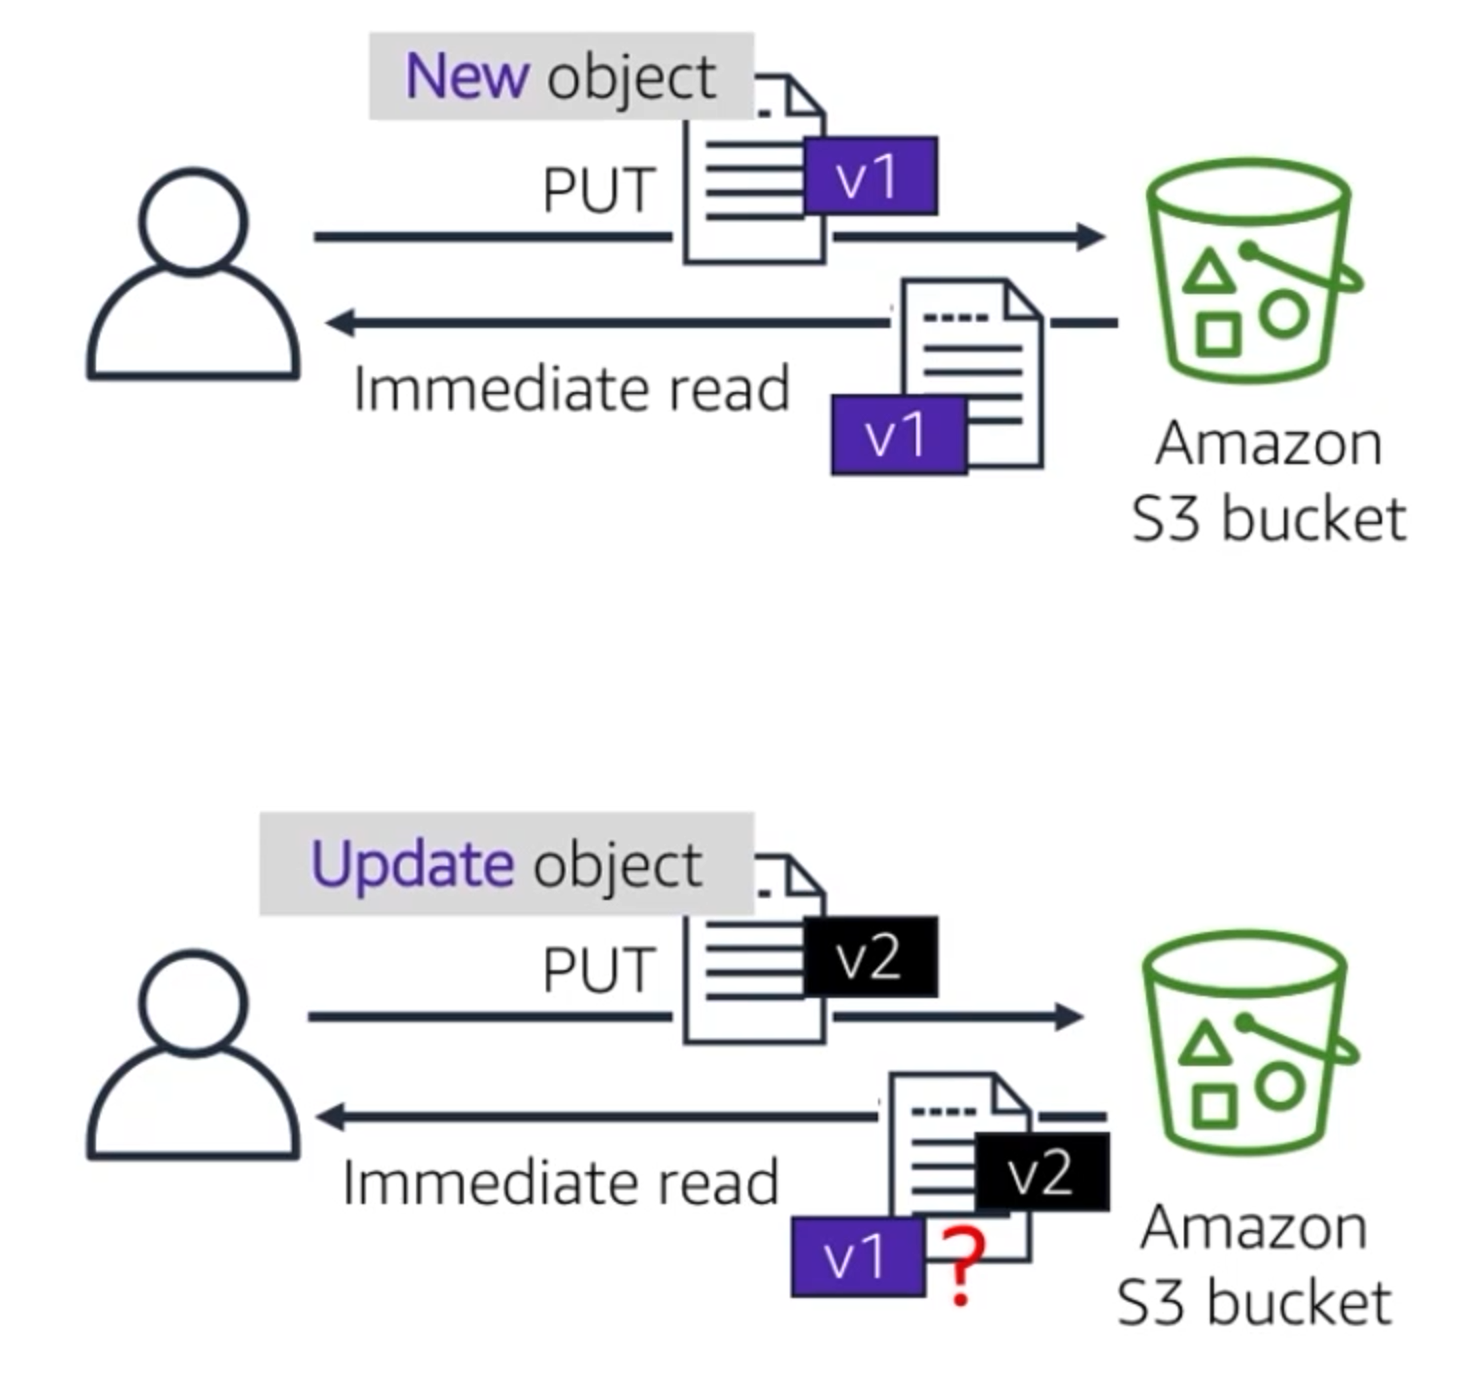 New object
PUT
v1
Immediate read
v1
Amazon
S3 bucket
Update object
PUT
v2
Immediate read
v2
v1 ?
Amazon
S3 bucket